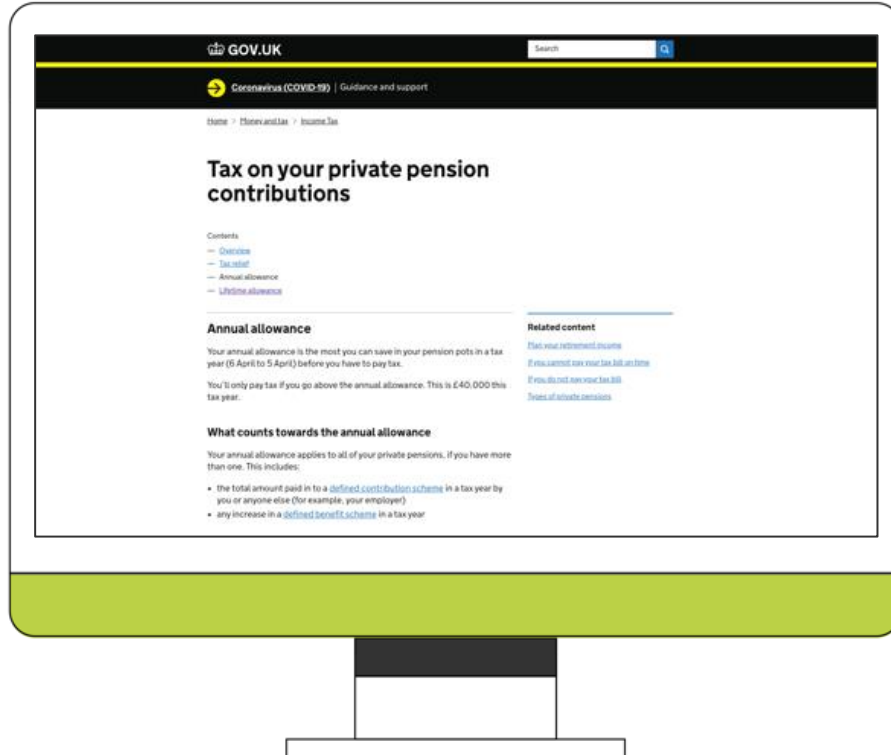 GOV.UK
Search
Coronavirus (COVID-19) | Guidance and support
Home > Money and tax > Income Tax
Tax on your private pension
contributions
Contents
— Overview
— Tax relief
— Annual allowance
— Lifetime allowance
Annual allowance
Your annual allowance is the most you can save in your pension pots in a tax
year (6 April to 5 April) before you have to pay tax.
You'll only pay tax if you go above the annual allowance. This is £40,000 this
tax year.
What counts towards the annual allowance
Your annual allowance applies to all of your private pensions, if you have more
than one. This includes:
• the total amount paid in to a defined contribution scheme in a tax year by
you or anyone else (for example, your employer)
• any increase in a defined benefit scheme in a tax year
Related content
Plan your retirement income
If you cannot pay your tax bill on time
If you do not pay your tax bill
Types of private pensions